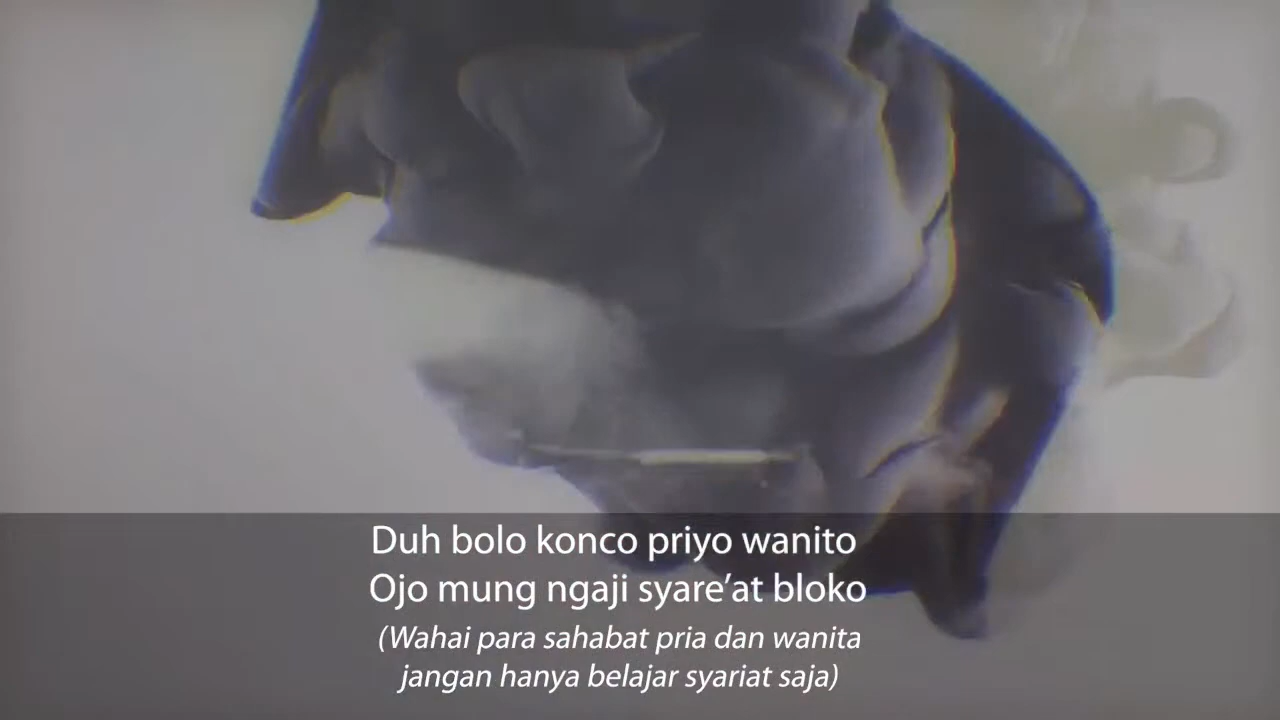 Duh bolo konco priyo wanito
Ojo mung ngaji syare’at bloko
(Wahai para sahabat pria dan wanita
jangan hanya belajar syariat saja)